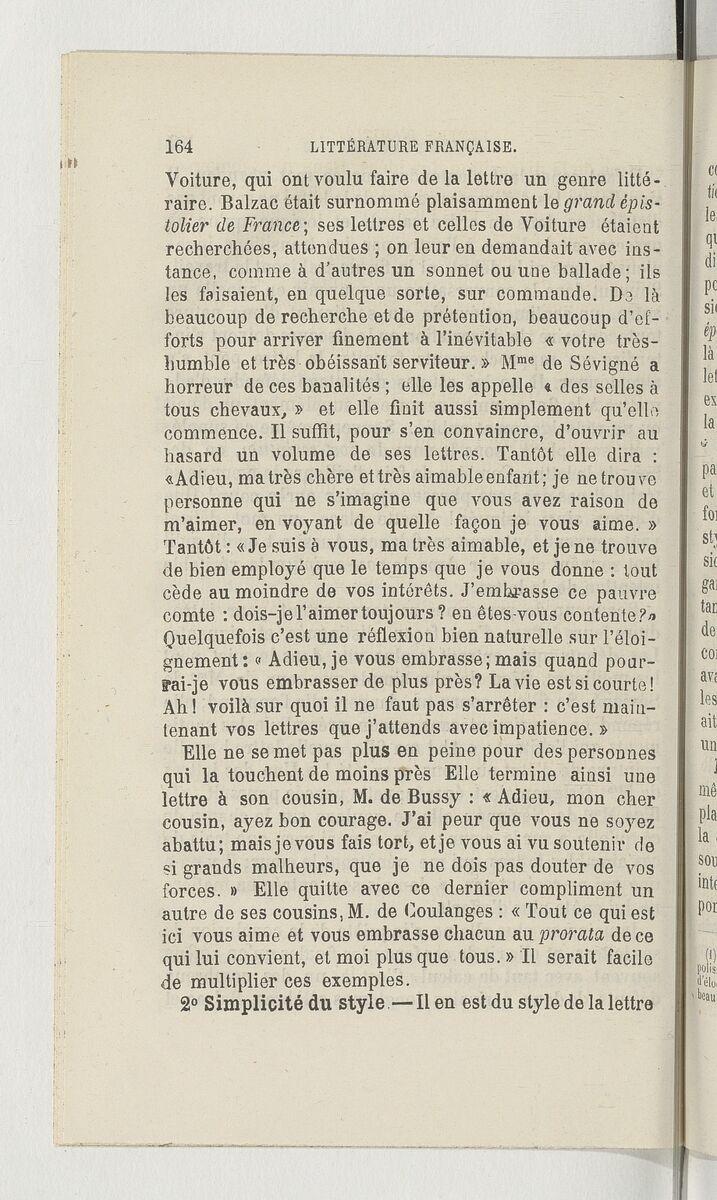 164 LITTÉRATURE FRANÇAISE.
Voiture, qui ont voulu faire de la lettre un genre litté-
raire. Balzac était surnommé plaisamment le grand épis-
tolier de France; ses lettres et celles de Voiture étaient
recherchées, attendues ; on leur en demandait avec ins-
tance, comme à d'autres un sonnet ou une ballade; ils
les faisaient, en quelque sorte, sur commande. De là
beaucoup de recherche et de prétention, beaucoup d'ef-
forts pour arriver finement à l'inévitable « votre très-
humble et très obéissant serviteur. » Mme de Sévigné a
horreur de ces banalités ; elle les appelle « des selles à
tous chevaux, » et elle finit aussi simplement qu'elle
commence. Il suffit, pour s'en convaincre, d'ouvrir au
hasard un volume de ses lettres. Tantôt elle dira :
«Adieu, ma très chère et très aimable enfant; je ne trouve
personne qui ne s'imagine que vous avez raison de
m'aimer, en voyant de quelle façon je vous aime. »
Tantôt : «Je suis à vous, ma très aimable, et je ne trouve
de bien employé que le temps que je vous donne : tout
cède au moindre de vos intérêts. J'embrasse ce pauvre
comte : dois-je l'aimer toujours ? en êtes-vous contente?»
Quelquefois c'est une réflexion bien naturelle sur l'éloi-
gnement: « Adieu, je vous embrasse; mais quand pour-
rai-je vous embrasser de plus près? La vie est si courte!
Ah ! voilà sur quoi il ne faut pas s'arrêter : c'est main-
tenant vos lettres que j'attends avec impatience. »
Elle ne se met pas plus en peine pour des personnes
qui la touchent de moins près Elle termine ainsi une
lettre à son cousin, M. de Bussy : « Adieu, mon cher
cousin, ayez bon courage. J'ai peur que vous ne soyez
abattu; mais je vous fais tort, et je vous ai vu soutenir de
si grands malheurs, que je ne dois pas douter de vos
forces. » Elle quitte avec ce dernier compliment un
autre de ses cousins, M. de Coulanges : « Tout ce qui est
ici vous aime et vous embrasse chacun au prorata de ce
qui lui convient, et moi plus que tous. » Il serait facile
de multiplier ces exemples.
2º Simplicité du style. — Il en est du style de la lettre